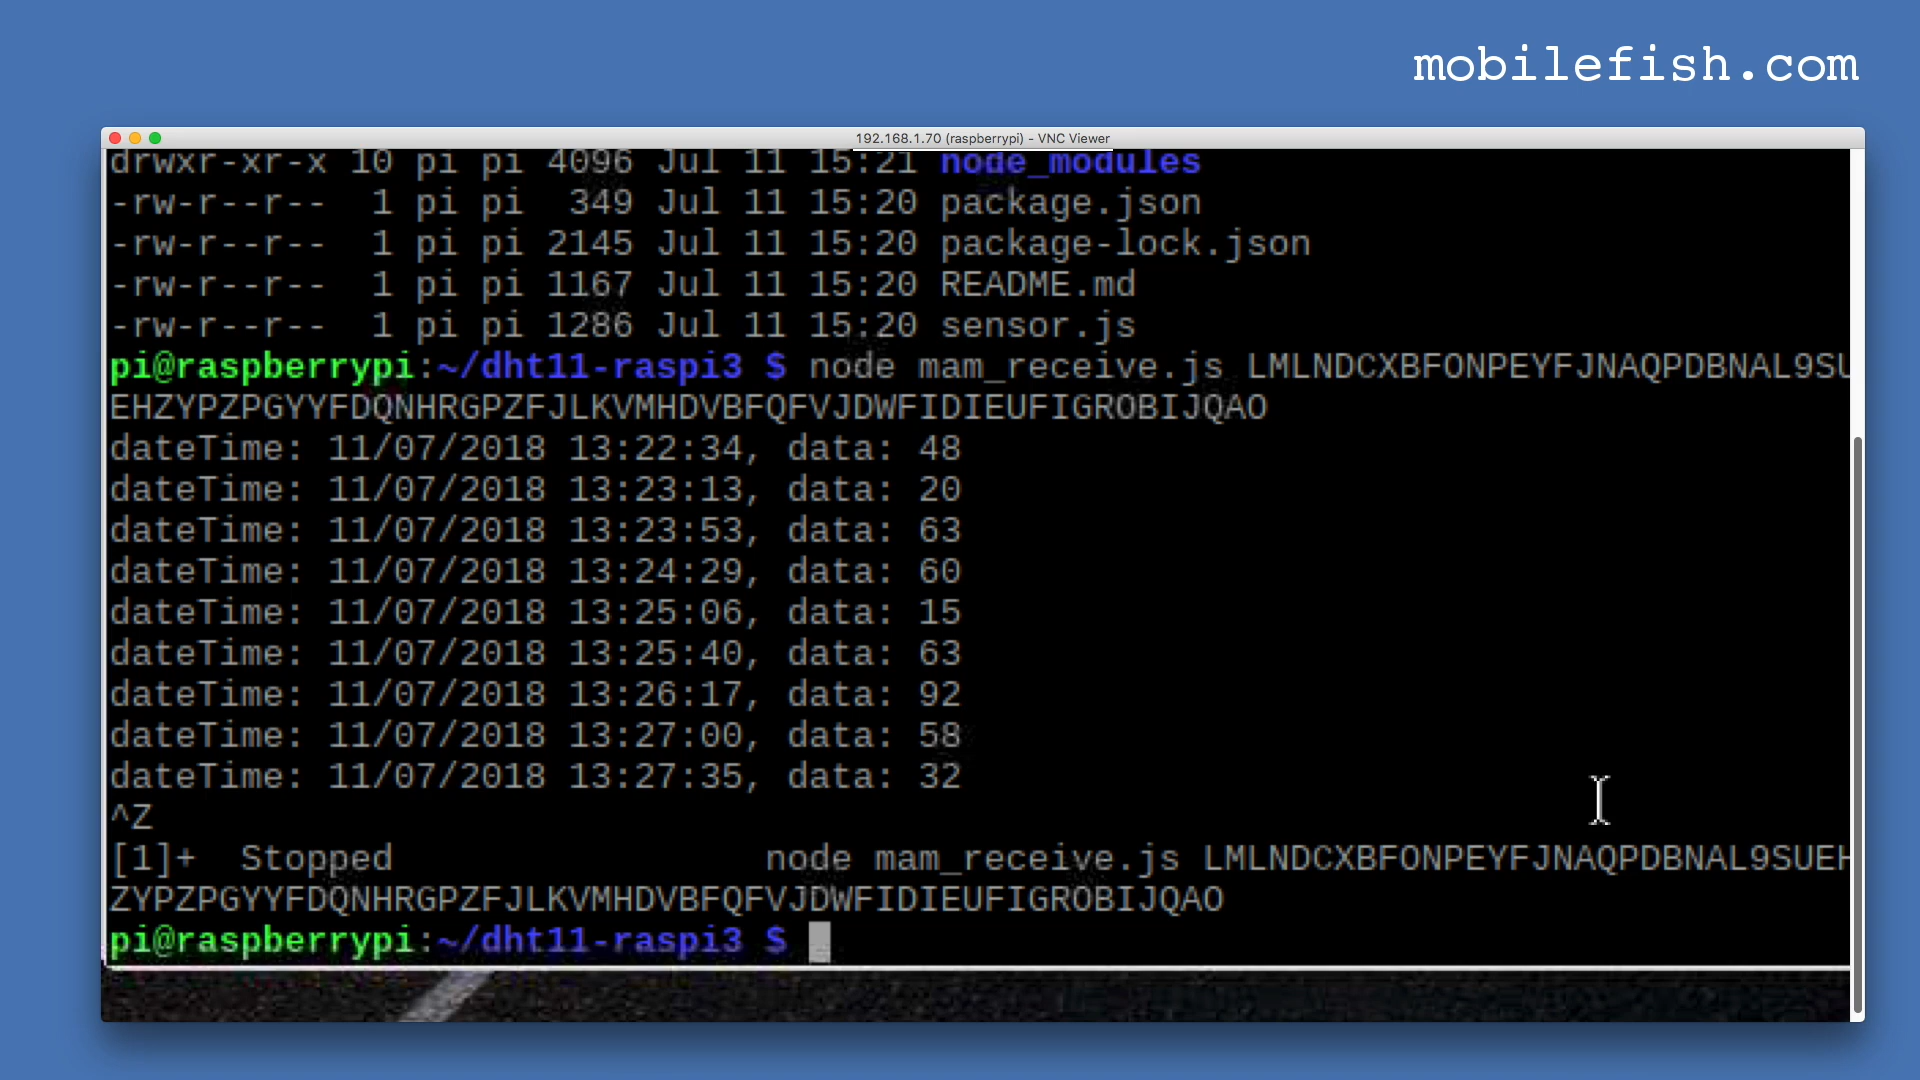 mobilefish.com
192.168.1.70 (raspberrypi) - VNC Viewer
drwxr-xr-x 10 pi pi 4096 Jul 11 15:21 node_modules
-rw-r--r--  1 pi pi  349 Jul 11 15:20 package.json
-rw-r--r--  1 pi pi 2145 Jul 11 15:20 package-lock.json
-rw-r--r--  1 pi pi 1167 Jul 11 15:20 README.md
-rw-r--r--  1 pi pi 1286 Jul 11 15:20 sensor.js
pi@raspberrypi:~/dht11-raspi3 $ node mam_receive.js LMLNDCXBFONPEYFJNAQPDBNAL9SU
EHZYPZPGYYFDQNHRGPZFJLKVMHDVBFQFVJDWFIDIEUFIGROBIJQAO
dateTime: 11/07/2018 13:22:34, data: 48
dateTime: 11/07/2018 13:23:13, data: 20
dateTime: 11/07/2018 13:23:53, data: 63
dateTime: 11/07/2018 13:24:29, data: 60
dateTime: 11/07/2018 13:25:06, data: 15
dateTime: 11/07/2018 13:25:40, data: 63
dateTime: 11/07/2018 13:26:17, data: 92
dateTime: 11/07/2018 13:27:00, data: 58
dateTime: 11/07/2018 13:27:35, data: 32
^Z
[1]+  Stopped                 node mam_receive.js LMLNDCXBFONPEYFJNAQPDBNAL9SUEH
ZYPZPGYYFDQNHRGPZFJLKVMHDVBFQFVJDWFIDIEUFIGROBIJQAO
pi@raspberrypi:~/dht11-raspi3 $